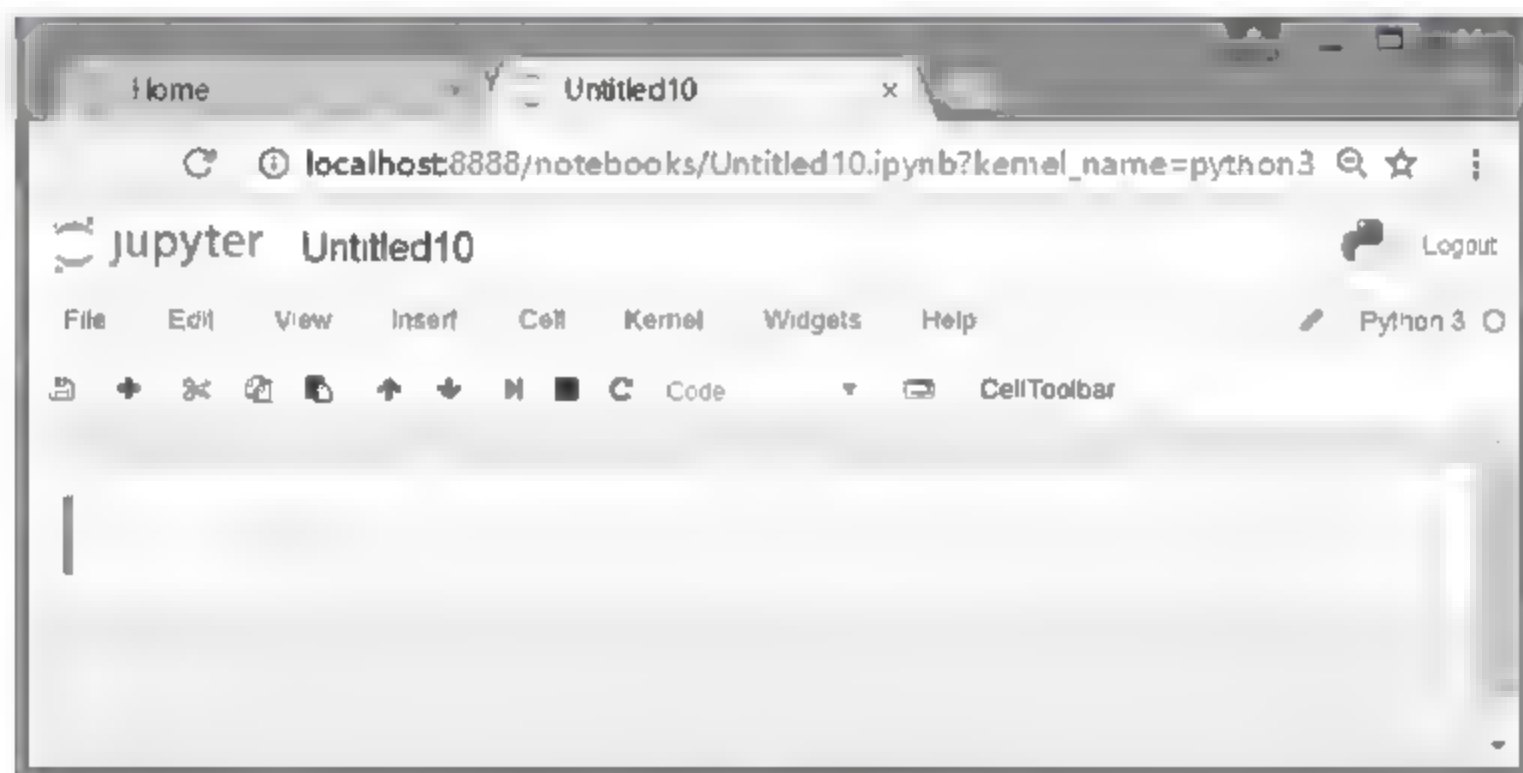 Home Untitled10
localhost:8888/notebooks/Untitled10.ipynb?kernel_name=python3
jupyter Untitled10 Logout
File Edit View Insert Cell Kernel Widgets Help Python 3
Code CellToolbar